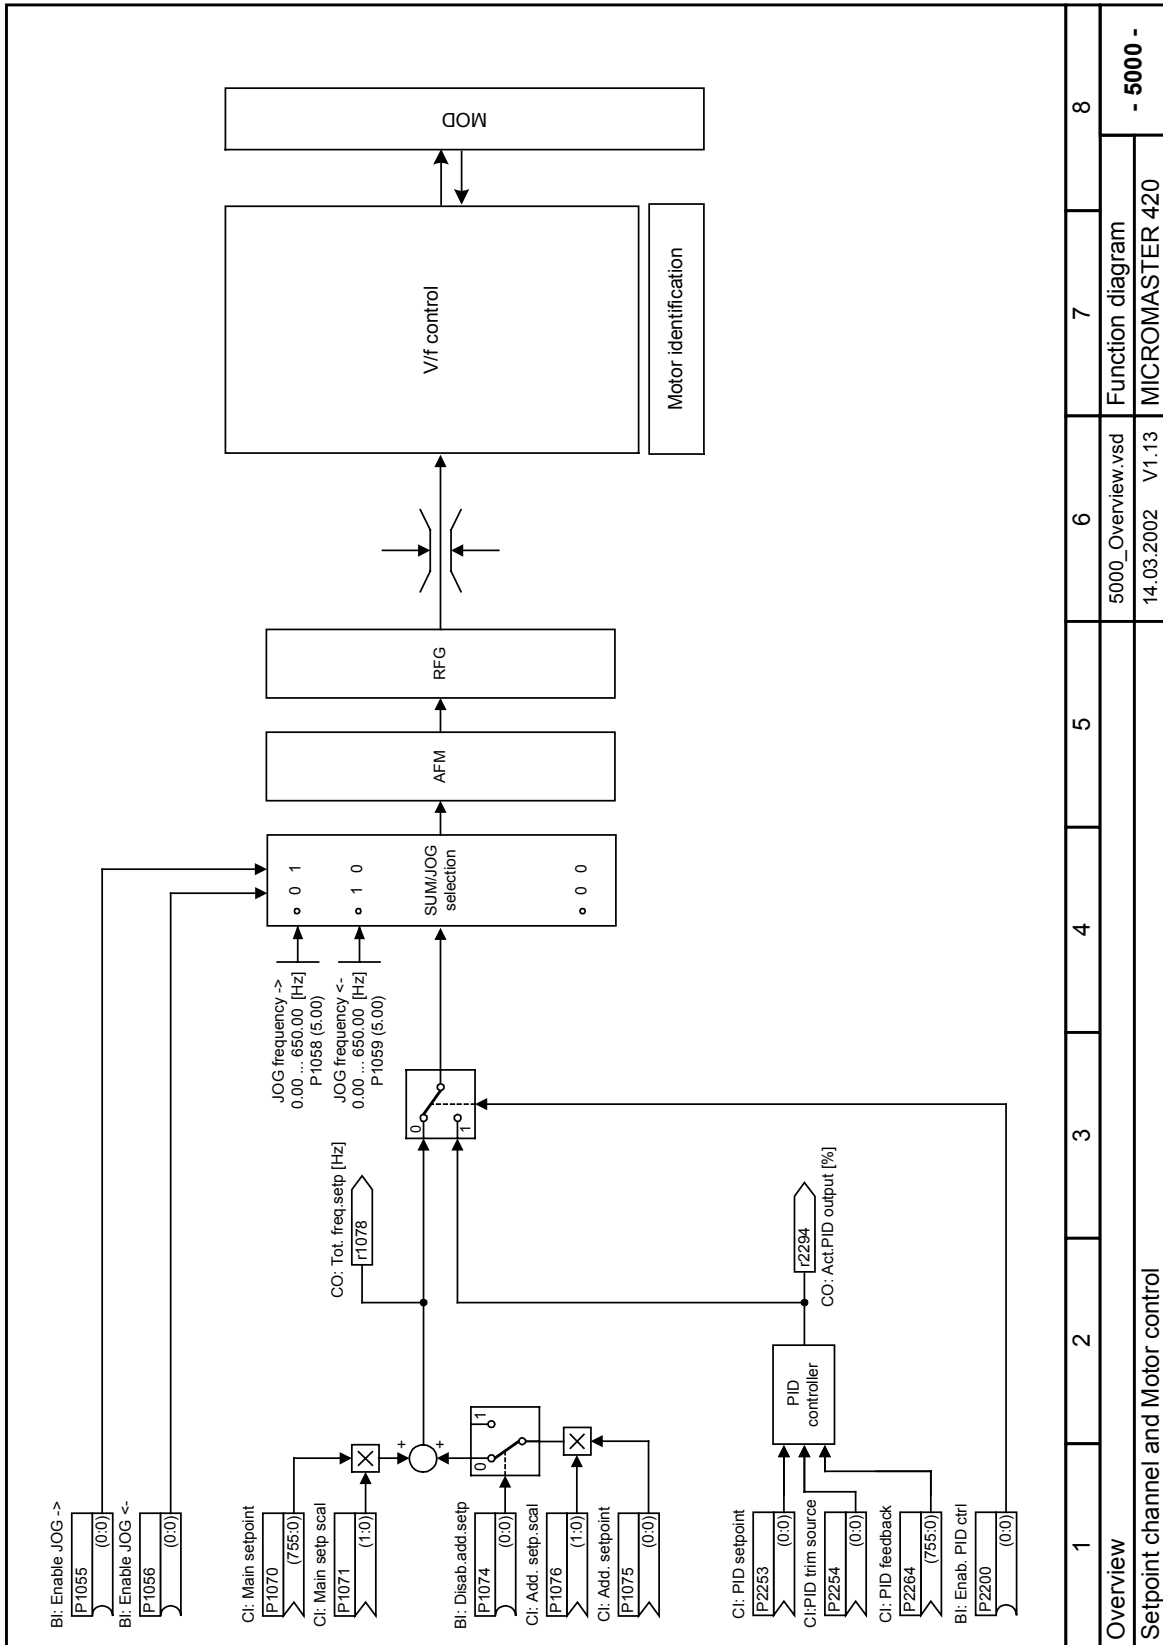 BI: Enable JOG ->
P1055
(0:0)
BI: Enable JOG <-
P1056
(0:0)
CI: Main setpoint
P1070
(755:0)
CI: Main setp scal
P1071
(1:0)
BI: Disab.add.setp
P1074
(0:0)
CI: Add. setp.scal
P1076
(1:0)
CI: Add. setpoint
P1075
(0:0)
CI: PID setpoint
P2253
(0:0)
CI:PID trim source
P2254
(0:0)
CI: PID feedback
P2264
(755:0)
BI: Enab. PID ctrl
P2200
(0:0)
+
+
0
1
PID
controller
CO: Tot. freq.setp [Hz]
r1078
r2294
CO: Act.PID output [%]
0
1
JOG frequency ->
0.00 ... 650.00 [Hz]
P1058 (5.00)
JOG frequency <-
0.00 ... 650.00 [Hz]
P1059 (5.00)
0 1
1 0
SUM/JOG
selection
0 0
AFM
RFG
V/f control
Motor identification
MOD
1 2 3 4 5 6 7 8
Overview
5000_Overview.vsd
Function diagram
- 5000 -
Setpoint channel and Motor control
14.03.2002 V1.13
MICROMASTER 420